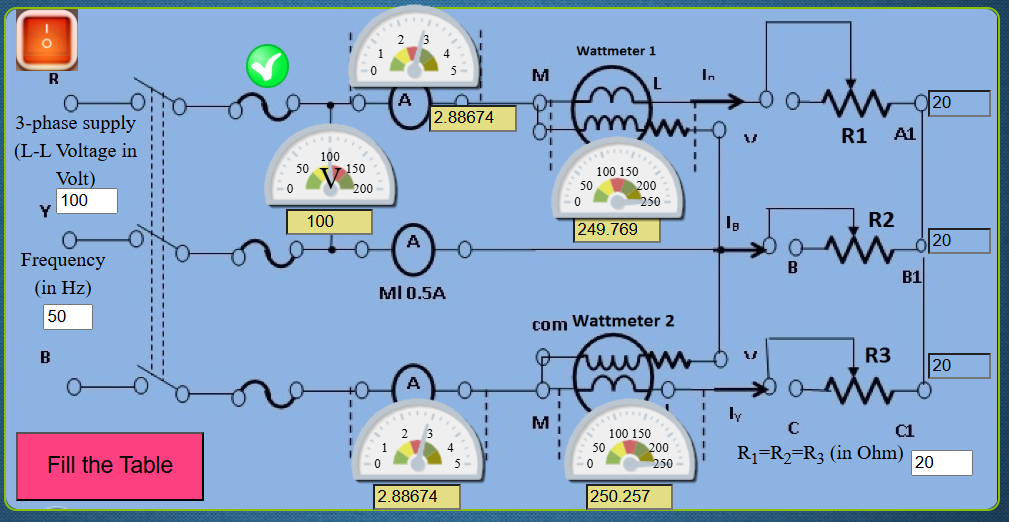 I
O
R
3-phase supply
(L-L Voltage in
Volt)
100
Y
Frequency
(in Hz)
50
B
Fill the Table
0 1 2 3 4 5
A
2.88674
0 50 100 150 200
V
100
A
MI 0.5A
A
0 1 2 3 4 5
2.88674
Wattmeter 1
M
L
V
0 50 100 150 200 250
249.769
com Wattmeter 2
M
V
0 50 100 150 200 250
250.257
IB
IY
R1
A1
20
R2
B
B1
20
R3
20
C
C1
R1=R2=R3 (in Ohm)
20